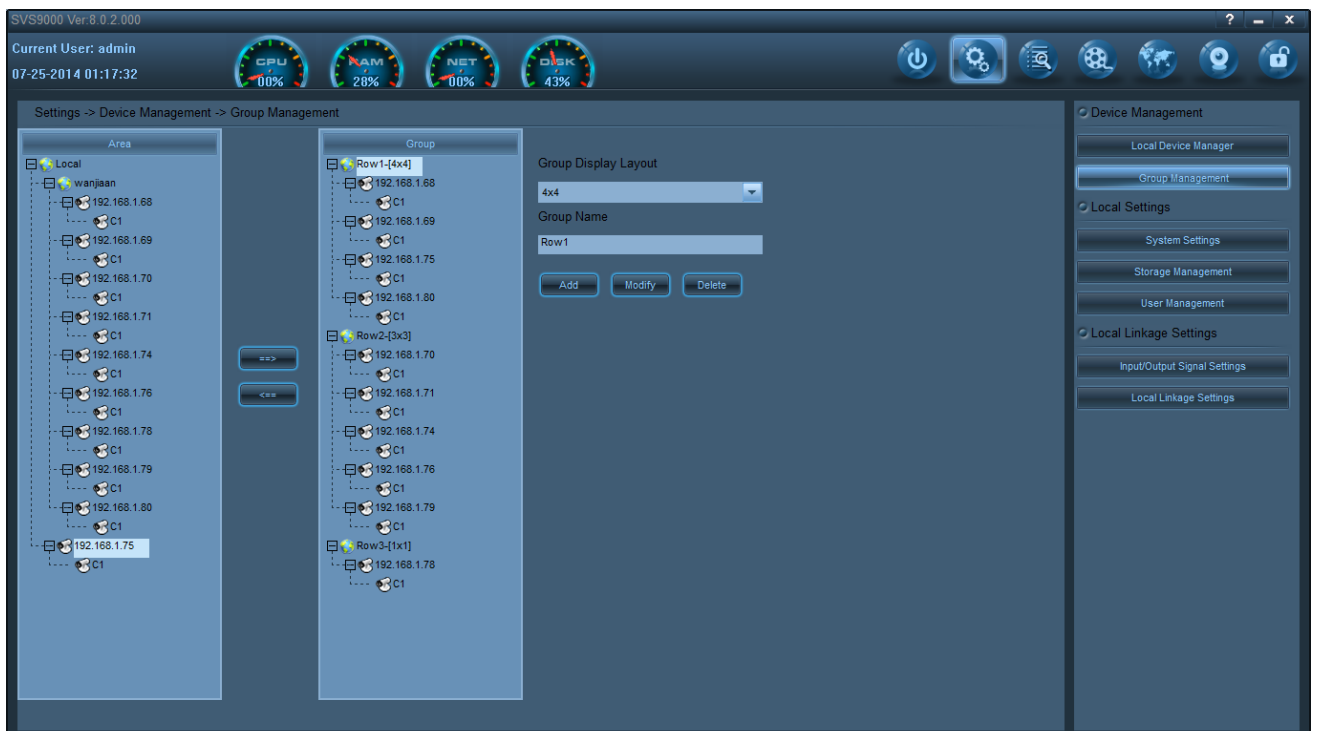 SVS9000 Ver:8.0.2.000
? – x
Current User: admin
07-25-2014 01:17:32
CPU 00%
RAM 28%
NET 00%
DISK 43%
Settings -> Device Management -> Group Management
Area
Local
wanjiaan
192.168.1.68
C1
192.168.1.69
C1
192.168.1.70
C1
192.168.1.71
C1
192.168.1.74
C1
192.168.1.76
C1
192.168.1.78
C1
192.168.1.79
C1
192.168.1.80
C1
192.168.1.75
C1
==>
<==
Group
Row1-[4x4]
192.168.1.68
C1
192.168.1.69
C1
192.168.1.75
C1
192.168.1.80
C1
Row2-[3x3]
192.168.1.70
C1
192.168.1.71
C1
192.168.1.74
C1
192.168.1.76
C1
192.168.1.79
C1
Row3-[1x1]
192.168.1.78
C1
Group Display Layout
4x4
Group Name
Row1
Add Modify Delete
Device Management
Local Device Manager
Group Management
Local Settings
System Settings
Storage Management
User Management
Local Linkage Settings
Input/Output Signal Settings
Local Linkage Settings